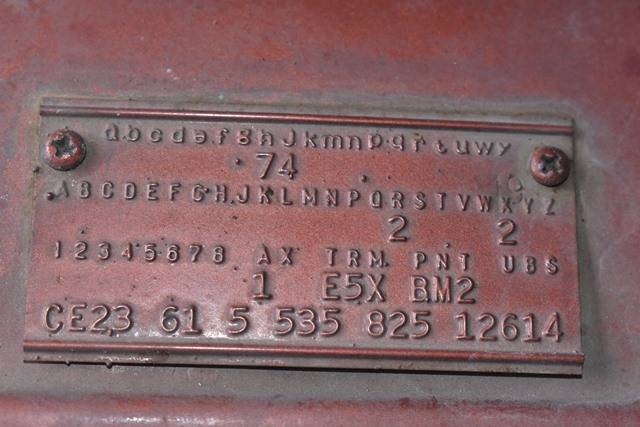 abcdefghJkmnpqrtuwy
74
ABCDEFGHJKLMNPQRSTVWXYZ
2 2
12345678 AX TRM. PNT UBS
1 E5X BM2
CE23 61 5 535 825 12614